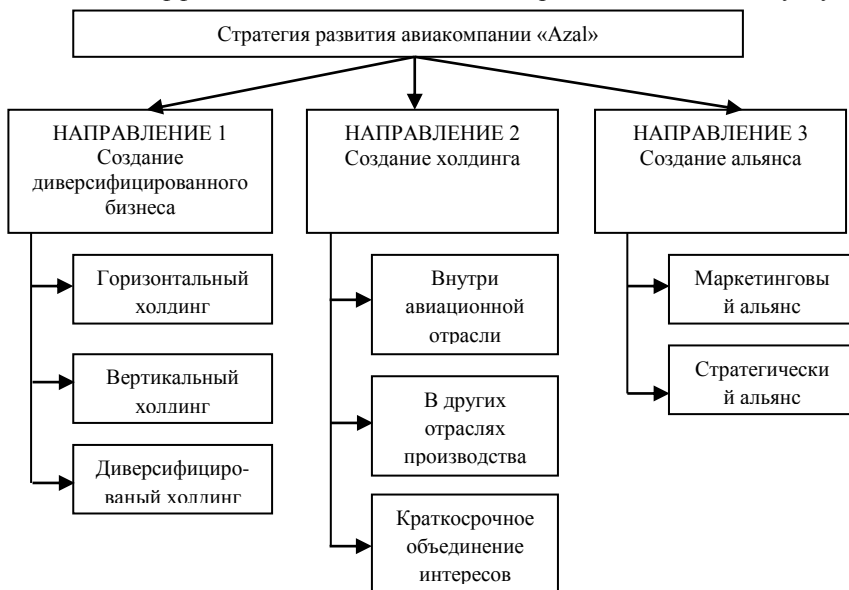 Стратегия развития авиакомпании «Azal»
НАПРАВЛЕНИЕ 1
Создание
диверсифицированного
бизнеса
Горизонтальный
холдинг
Вертикальный
холдинг
Диверсифициро-
ваный холдинг
НАПРАВЛЕНИЕ 2
Создание холдинга
Внутри
авиационной
отрасли
В других
отраслях
производства
Краткосрочное
объединение
интересов
НАПРАВЛЕНИЕ 3
Создание альянса
Маркетинговы
й альянс
Стратегически
й альянс